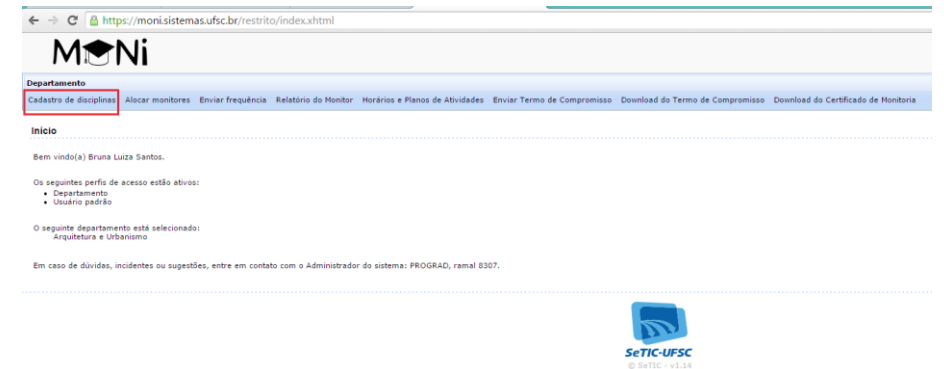 https://moni.sistemas.ufsc.br/restrito/index.xhtml
MoNi
Departamento
Cadastro de disciplinas Alocar monitores Enviar frequência Relatório do Monitor Horários e Planos de Atividades Enviar Termo de Compromisso Download do Termo de Compromisso Download do Certificado de Monitoria
Início
Bem vindo(a) Bruna Luiza Santos.
Os seguintes perfis de acesso estão ativos:
• Departamento
• Usuário padrão
O seguinte departamento está selecionado:
Arquitetura e Urbanismo
Em caso de dúvidas, incidentes ou sugestões, entre em contato com o Administrador do sistema: PROGRAD, ramal 8307.
SeTIC-UFSC
© SeTIC - v1.14